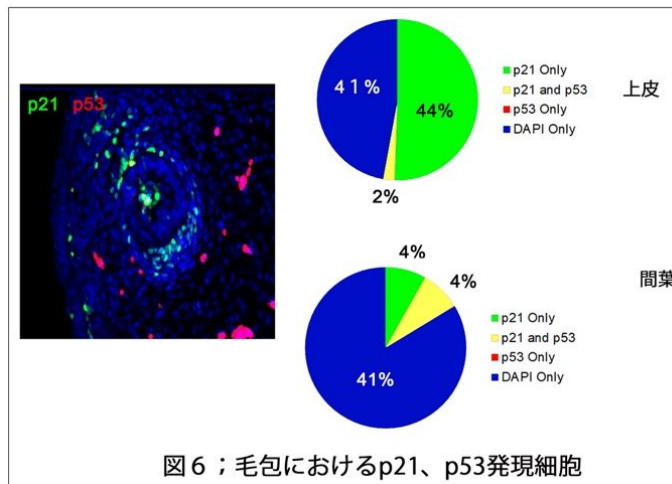 p21 p53
４１%
44%
2%
p21 Only
p21 and p53
p53 Only
DAPI Only
上皮
4%
4%
41%
p21 Only
p21 and p53
p53 Only
DAPI Only
間葉
図６；毛包におけるp21、p53発現細胞